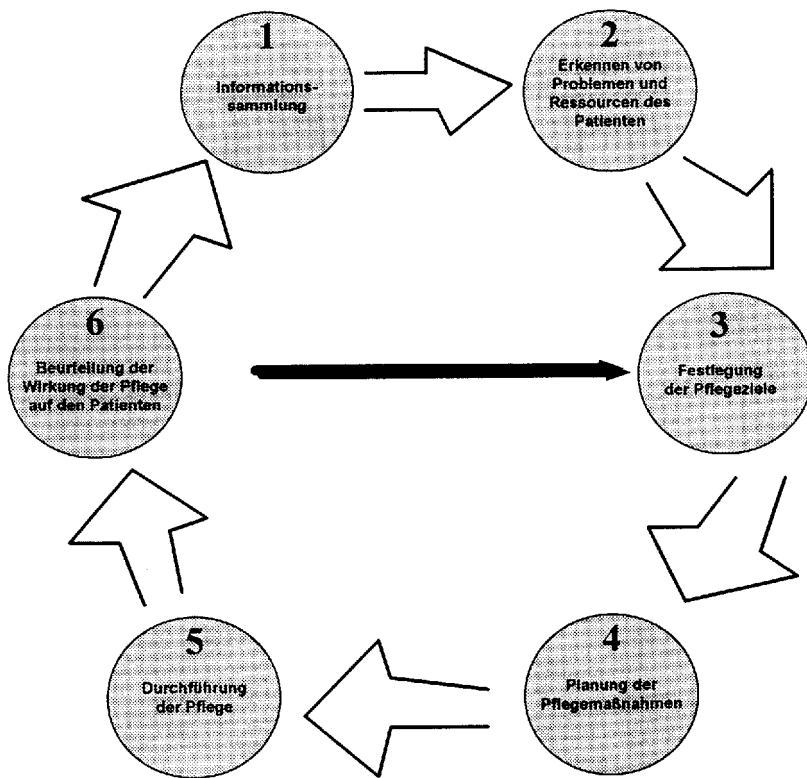 1
Informations-
sammlung
2
Erkennen von
Problemen und
Ressourcen des
Patienten
3
Festlegung
der Pflegeziele
4
Planung der
Pflegemaßnahmen
5
Durchführung
der Pflege
6
Beurteilung der
Wirkung der Pflege
auf den Patienten